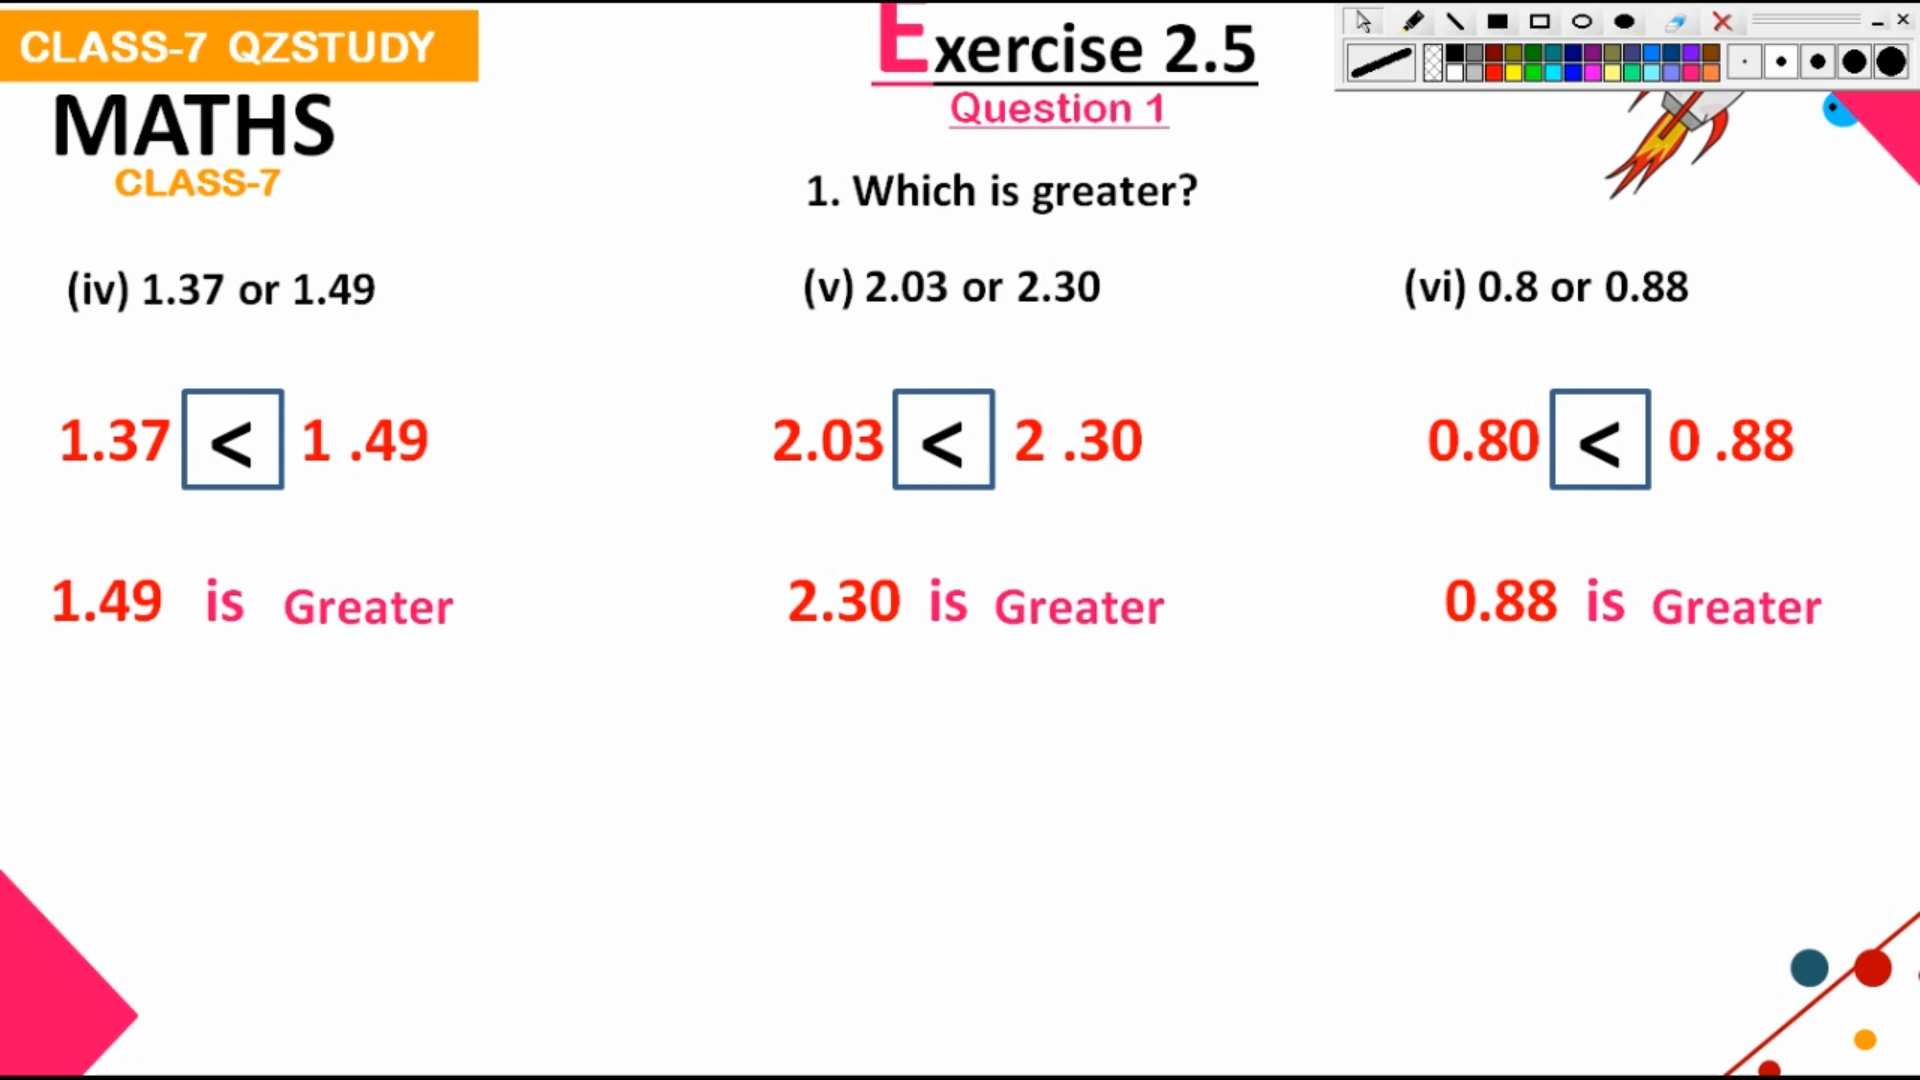 CLASS-7 QZSTUDY
MATHS
CLASS-7
Exercise 2.5
Question 1
1. Which is greater?
(iv) 1.37 or 1.49
(v) 2.03 or 2.30
(vi) 0.8 or 0.88
1.37 < 1 .49
2.03 < 2 .30
0.80 < 0 .88
1.49 is Greater
2.30 is Greater
0.88 is Greater